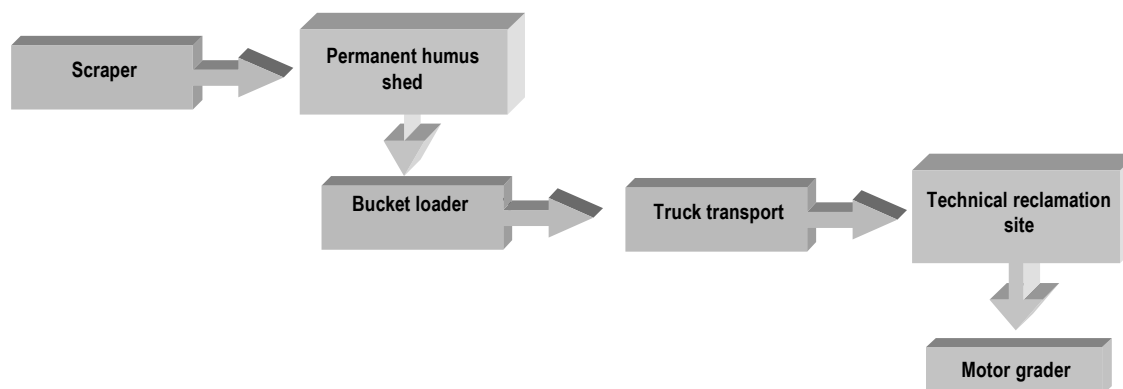 Scraper
Permanent humus
shed
Bucket loader
Truck transport
Technical reclamation
site
Motor grader